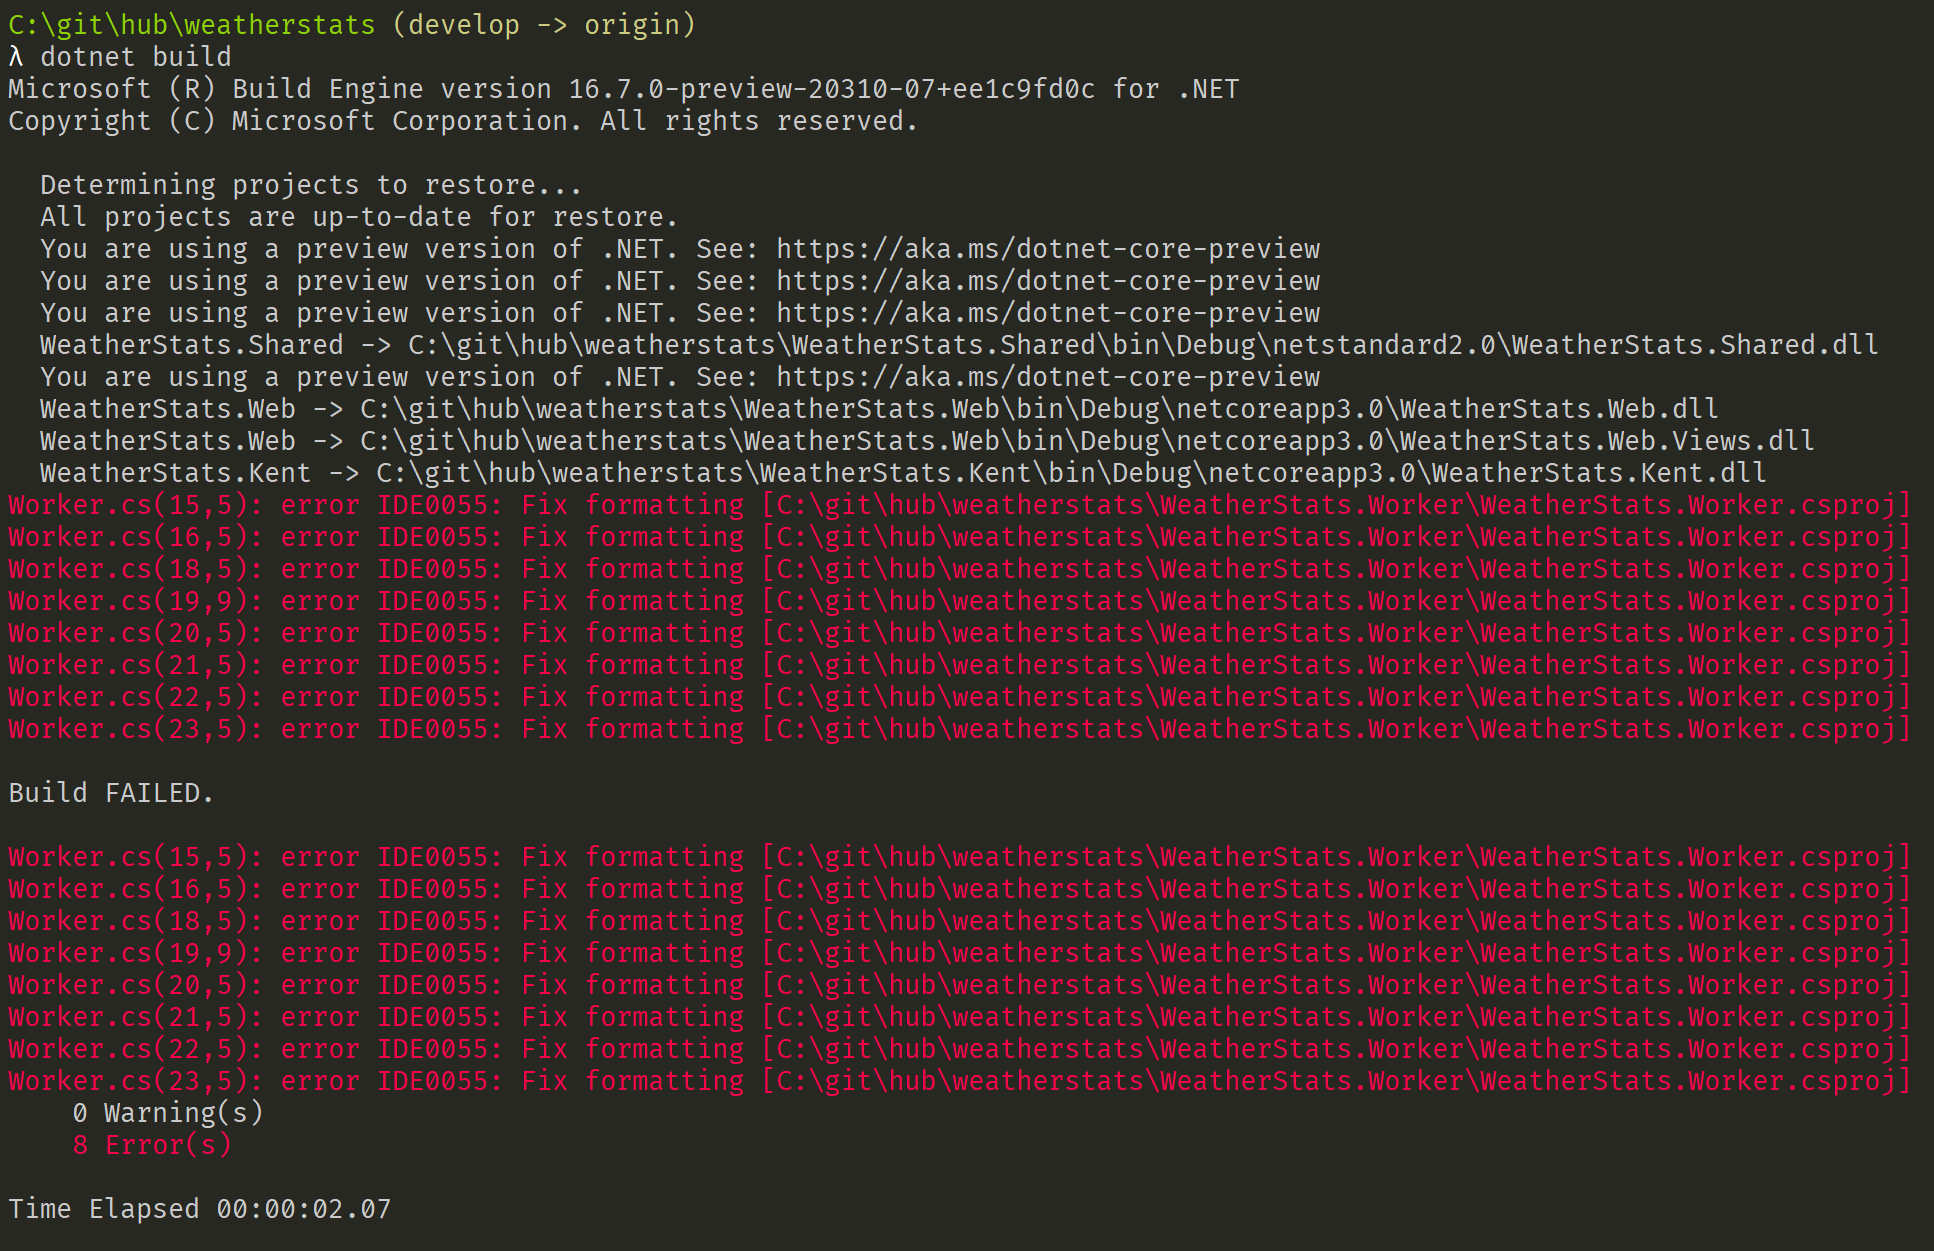 C:\git\hub\weatherstats (develop -> origin)
λ dotnet build
Microsoft (R) Build Engine version 16.7.0-preview-20310-07+ee1c9fd0c for .NET
Copyright (C) Microsoft Corporation. All rights reserved.

  Determining projects to restore...
  All projects are up-to-date for restore.
  You are using a preview version of .NET. See: https://aka.ms/dotnet-core-preview
  You are using a preview version of .NET. See: https://aka.ms/dotnet-core-preview
  You are using a preview version of .NET. See: https://aka.ms/dotnet-core-preview
  WeatherStats.Shared -> C:\git\hub\weatherstats\WeatherStats.Shared\bin\Debug\netstandard2.0\WeatherStats.Shared.dll
  You are using a preview version of .NET. See: https://aka.ms/dotnet-core-preview
  WeatherStats.Web -> C:\git\hub\weatherstats\WeatherStats.Web\bin\Debug\netcoreapp3.0\WeatherStats.Web.dll
  WeatherStats.Web -> C:\git\hub\weatherstats\WeatherStats.Web\bin\Debug\netcoreapp3.0\WeatherStats.Web.Views.dll
  WeatherStats.Kent -> C:\git\hub\weatherstats\WeatherStats.Kent\bin\Debug\netcoreapp3.0\WeatherStats.Kent.dll
Worker.cs(15,5): error IDE0055: Fix formatting [C:\git\hub\weatherstats\WeatherStats.Worker\WeatherStats.Worker.csproj]
Worker.cs(16,5): error IDE0055: Fix formatting [C:\git\hub\weatherstats\WeatherStats.Worker\WeatherStats.Worker.csproj]
Worker.cs(18,5): error IDE0055: Fix formatting [C:\git\hub\weatherstats\WeatherStats.Worker\WeatherStats.Worker.csproj]
Worker.cs(19,9): error IDE0055: Fix formatting [C:\git\hub\weatherstats\WeatherStats.Worker\WeatherStats.Worker.csproj]
Worker.cs(20,5): error IDE0055: Fix formatting [C:\git\hub\weatherstats\WeatherStats.Worker\WeatherStats.Worker.csproj]
Worker.cs(21,5): error IDE0055: Fix formatting [C:\git\hub\weatherstats\WeatherStats.Worker\WeatherStats.Worker.csproj]
Worker.cs(22,5): error IDE0055: Fix formatting [C:\git\hub\weatherstats\WeatherStats.Worker\WeatherStats.Worker.csproj]
Worker.cs(23,5): error IDE0055: Fix formatting [C:\git\hub\weatherstats\WeatherStats.Worker\WeatherStats.Worker.csproj]

Build FAILED.

Worker.cs(15,5): error IDE0055: Fix formatting [C:\git\hub\weatherstats\WeatherStats.Worker\WeatherStats.Worker.csproj]
Worker.cs(16,5): error IDE0055: Fix formatting [C:\git\hub\weatherstats\WeatherStats.Worker\WeatherStats.Worker.csproj]
Worker.cs(18,5): error IDE0055: Fix formatting [C:\git\hub\weatherstats\WeatherStats.Worker\WeatherStats.Worker.csproj]
Worker.cs(19,9): error IDE0055: Fix formatting [C:\git\hub\weatherstats\WeatherStats.Worker\WeatherStats.Worker.csproj]
Worker.cs(20,5): error IDE0055: Fix formatting [C:\git\hub\weatherstats\WeatherStats.Worker\WeatherStats.Worker.csproj]
Worker.cs(21,5): error IDE0055: Fix formatting [C:\git\hub\weatherstats\WeatherStats.Worker\WeatherStats.Worker.csproj]
Worker.cs(22,5): error IDE0055: Fix formatting [C:\git\hub\weatherstats\WeatherStats.Worker\WeatherStats.Worker.csproj]
Worker.cs(23,5): error IDE0055: Fix formatting [C:\git\hub\weatherstats\WeatherStats.Worker\WeatherStats.Worker.csproj]
    0 Warning(s)
    8 Error(s)

Time Elapsed 00:00:02.07